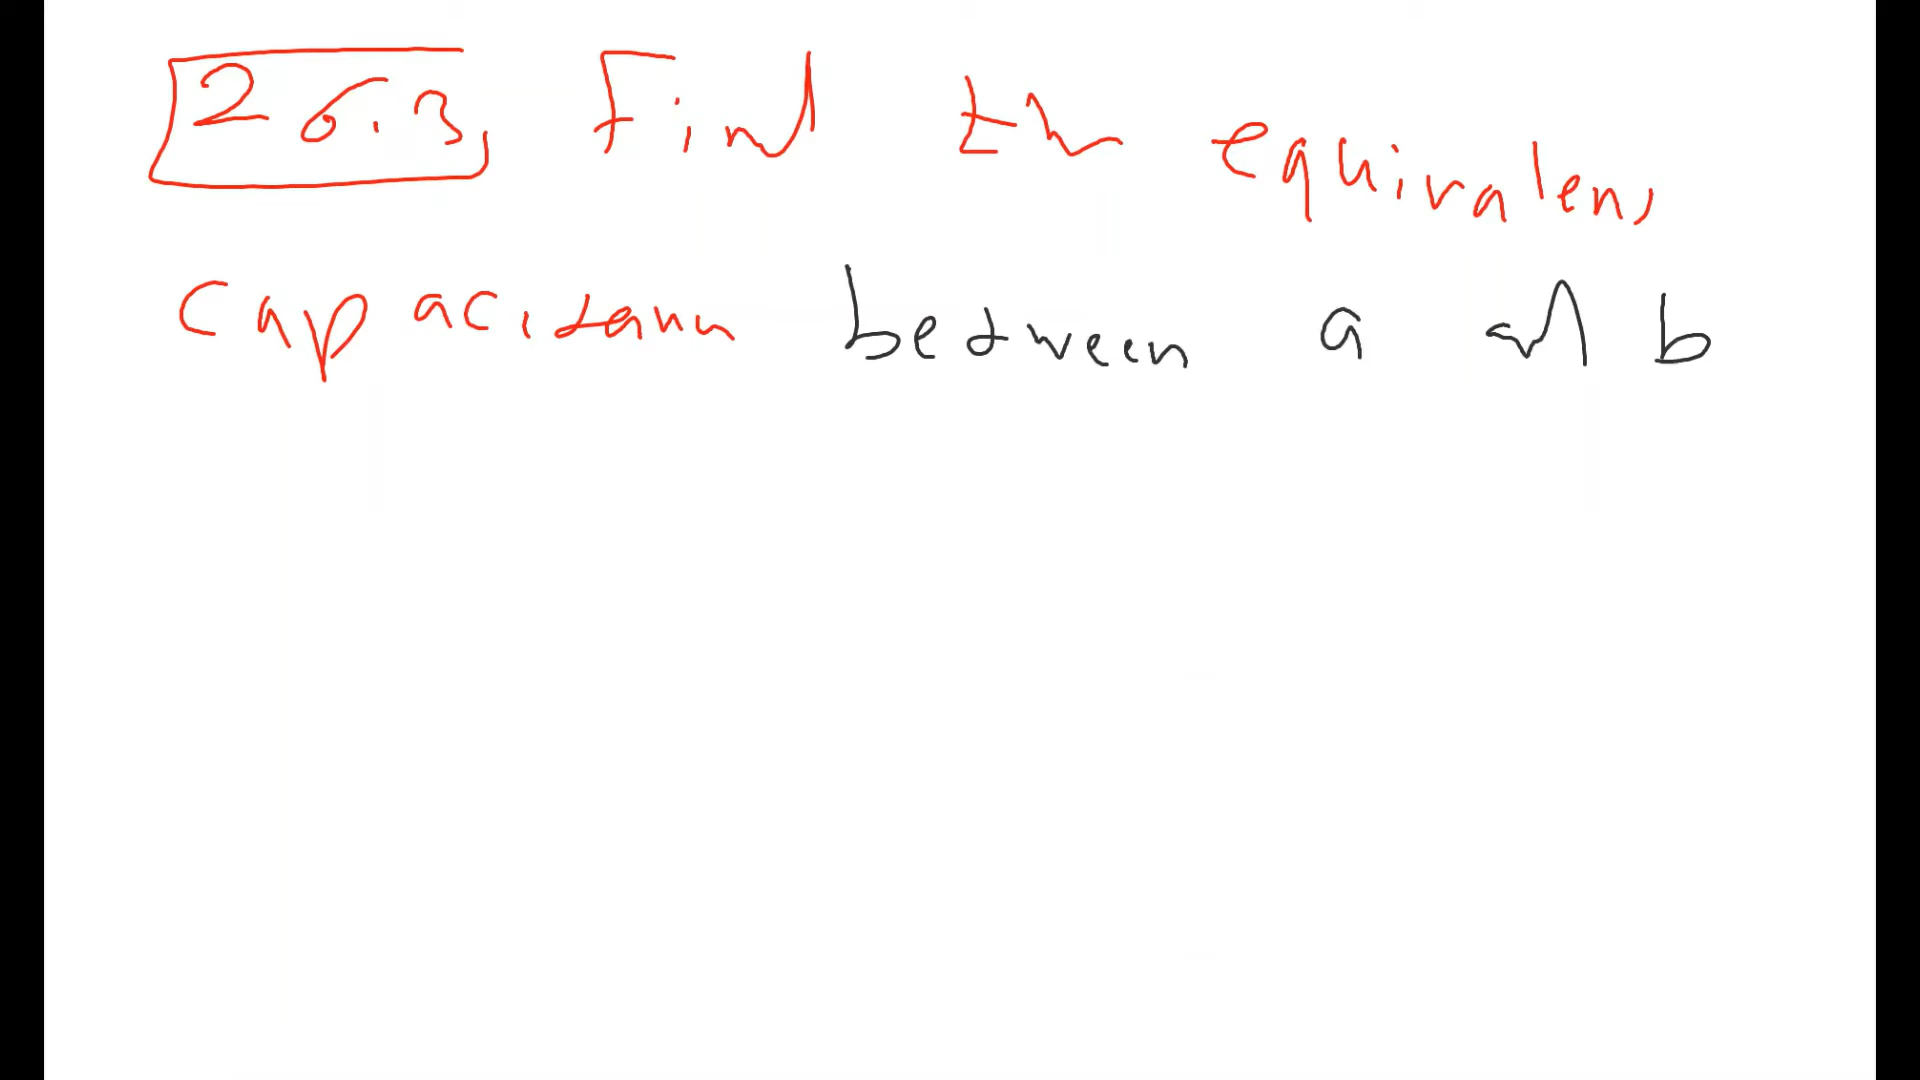 26.3, Find the equivalent
capacitance between a and b